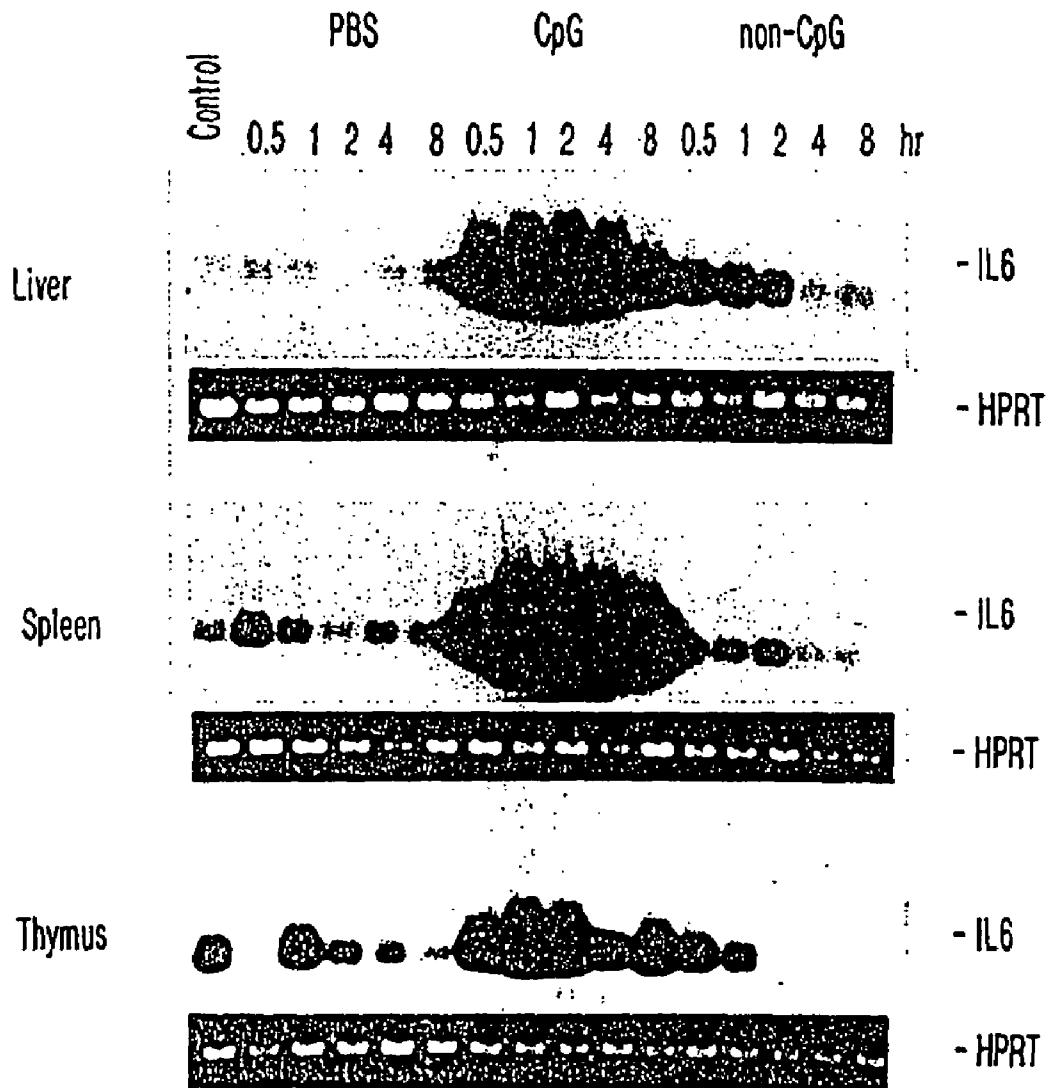 PBS CpG non-CpG
Control
0.5 1 2 4 8 0.5 1 2 4 8 0.5 1 2 4 8 hr
Liver
- IL6
- HPRT
Spleen
- IL6
- HPRT
Thymus
- IL6
- HPRT